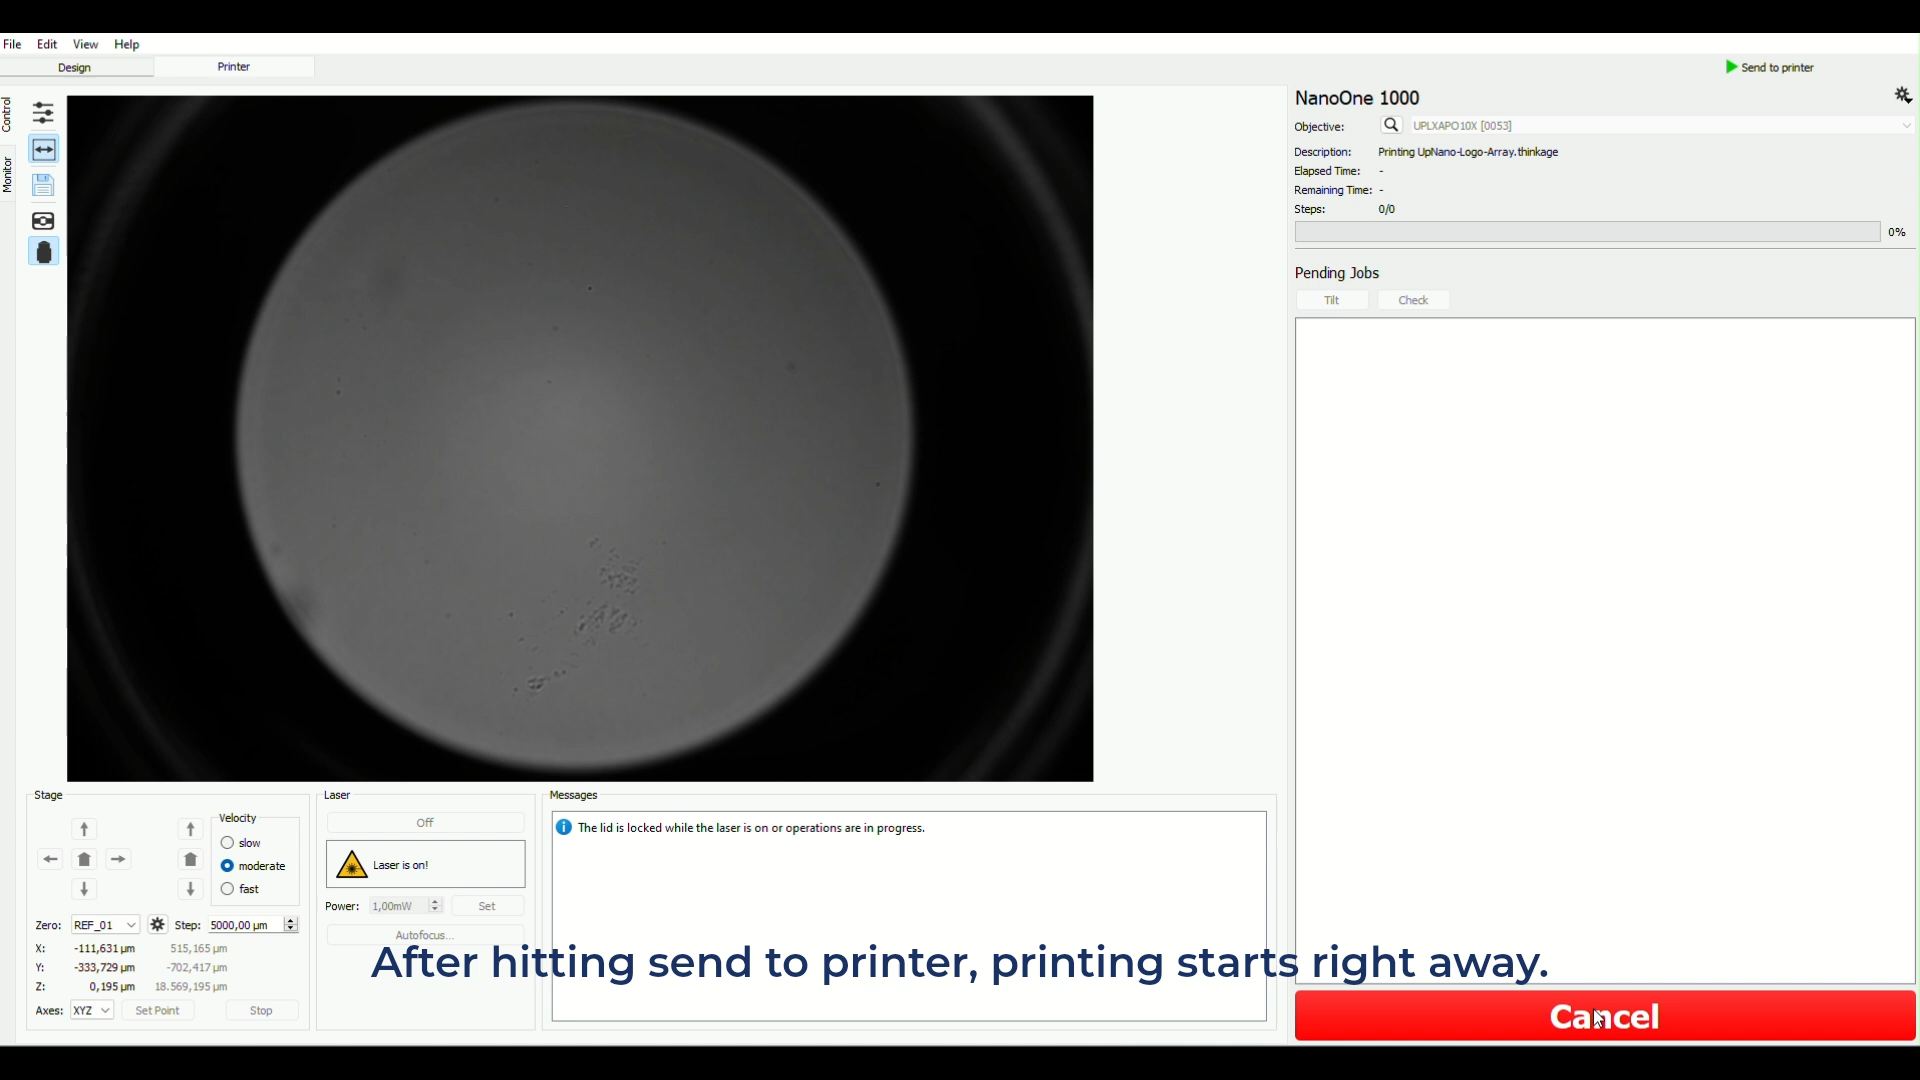 File Edit View Help
Design Printer Send to printer
Control
Monitor
NanoOne 1000
Objective: UPLXAPO10X [0053]
Description: Printing UpNano-Logo-Array.thinkage
Elapsed Time: -
Remaining Time: -
Steps: 0/0
0%
Pending Jobs
Tilt Check
Stage
Velocity
slow
moderate
fast
Zero: REF_01 Step: 5000,00 µm
X: -111,631 µm 515,165 µm
Y: -333,729 µm -702,417 µm
Z: 0,195 µm 18.569,195 µm
Axes: XYZ Set Point Stop
Laser
Off
Laser is on!
Power: 1,00mW Set
Autofocus...
Messages
The lid is locked while the laser is on or operations are in progress.
After hitting send to printer, printing starts right away.
Cancel